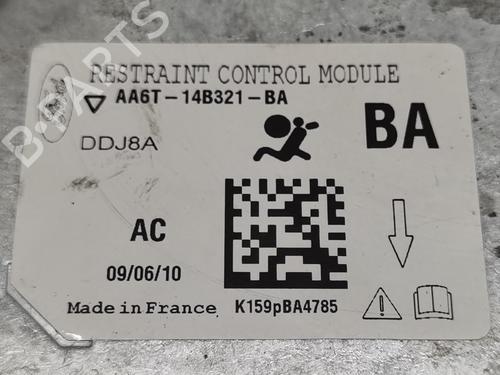 RESTRAINT CONTROL MODULE
AA6T-14B321-BA
DDJ8A
BA
AC
09/06/10
Made in France
K159pBA4785
B-PARTS